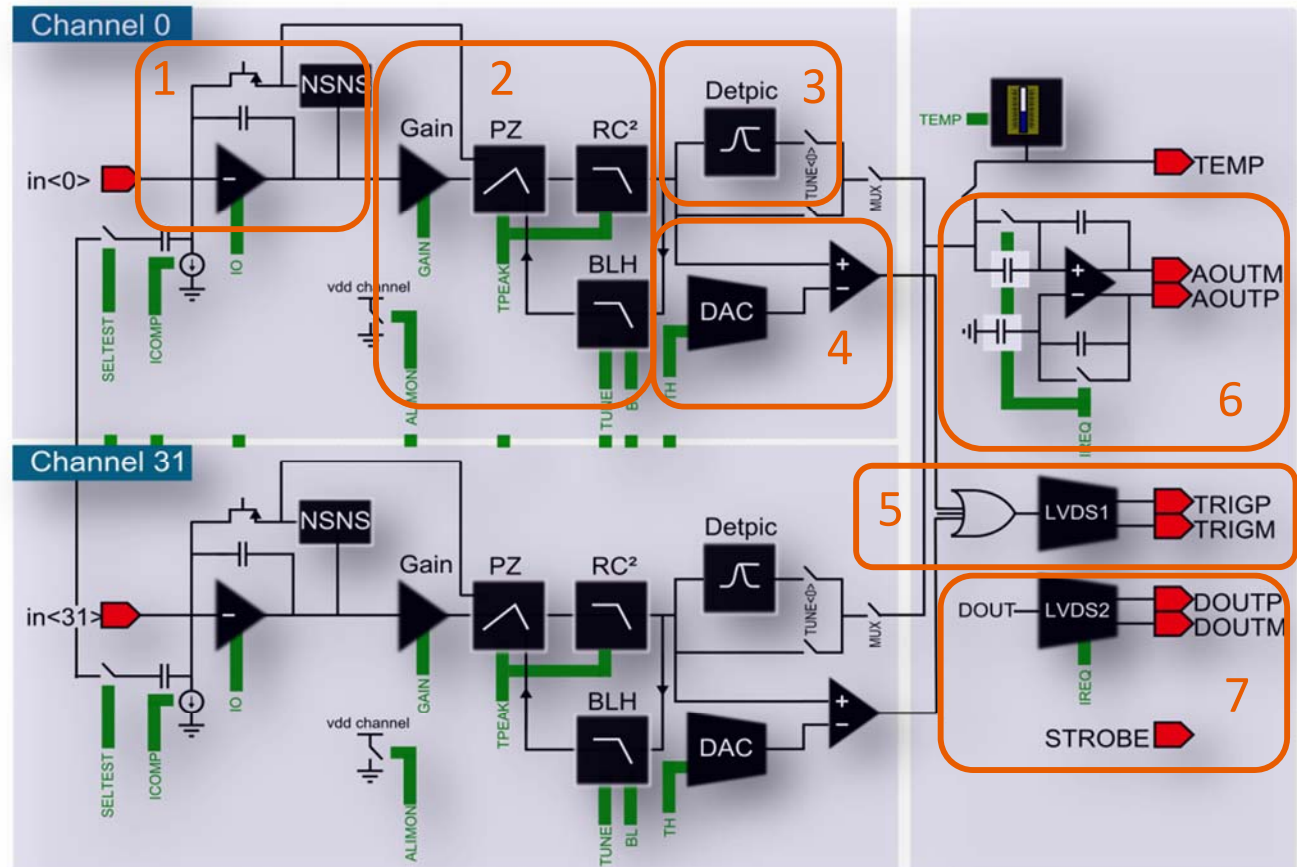 Channel 0
1
2
3
NSNS
Detpic
Gain
PZ
RC²
TEMP
TEMP
in<0>
TUNE<0>
MUX
IO
GAIN
TPEAK
BLH
AOUTM
AOUTP
vdd channel
DAC
4
6
SELTEST
ICOMP
ALIMON
TUNE
TH
IREQ
Channel 31
5
LVDS1
TRIGP
TRIGM
NSNS
Detpic
Gain
PZ
RC²
in<31>
TUNE<0>
MUX
DOUT
LVDS2
DOUTP
DOUTM
IO
GAIN
TPEAK
BLH
IREQ
7
vdd channel
DAC
STROBE
SELTEST
ICOMP
ALIMON
TUNE
BL
TH